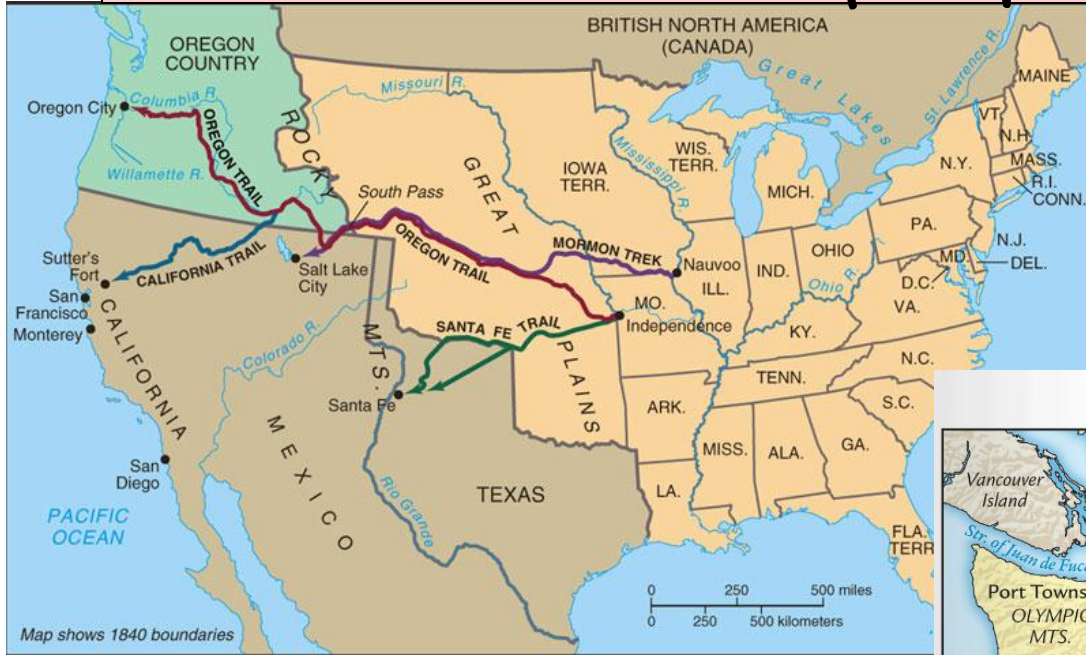 BRITISH NORTH AMERICA
(CANADA)
OREGON
COUNTRY
Great Lakes
St. Lawrence R.
MAINE
Oregon City
Columbia R.
Missouri R.
VT.
N.H.
ROCKY
OREGON TRAIL
GREAT
IOWA
TERR.
Mississippi R.
WIS.
TERR.
MICH.
N.Y.
MASS.
R.I.
CONN.
Willamette R.
South Pass
PA.
N.J.
OREGON TRAIL
MORMON TREK
Nauvoo
IND.
OHIO
MD.
DEL.
Sutter's
Fort
CALIFORNIA TRAIL
Salt Lake
City
ILL.
Ohio R.
D.C.
VA.
San
Francisco
Monterey
MO.
Independence
KY.
CALIFORNIA
Colorado R.
MTS.
SANTA FE TRAIL
PLAINS
N.C.
TENN.
Santa Fe
ARK.
S.C.
MEXICO
MISS.
ALA.
GA.
San
Diego
TEXAS
LA.
Vancouver
Island
PACIFIC
OCEAN
Rio Grande
FLA.
TERR
Str. of Juan de Fuca
0 250 500 miles
0 250 500 kilometers
Port Towns
OLYMPIC
MTS.
Map shows 1840 boundaries